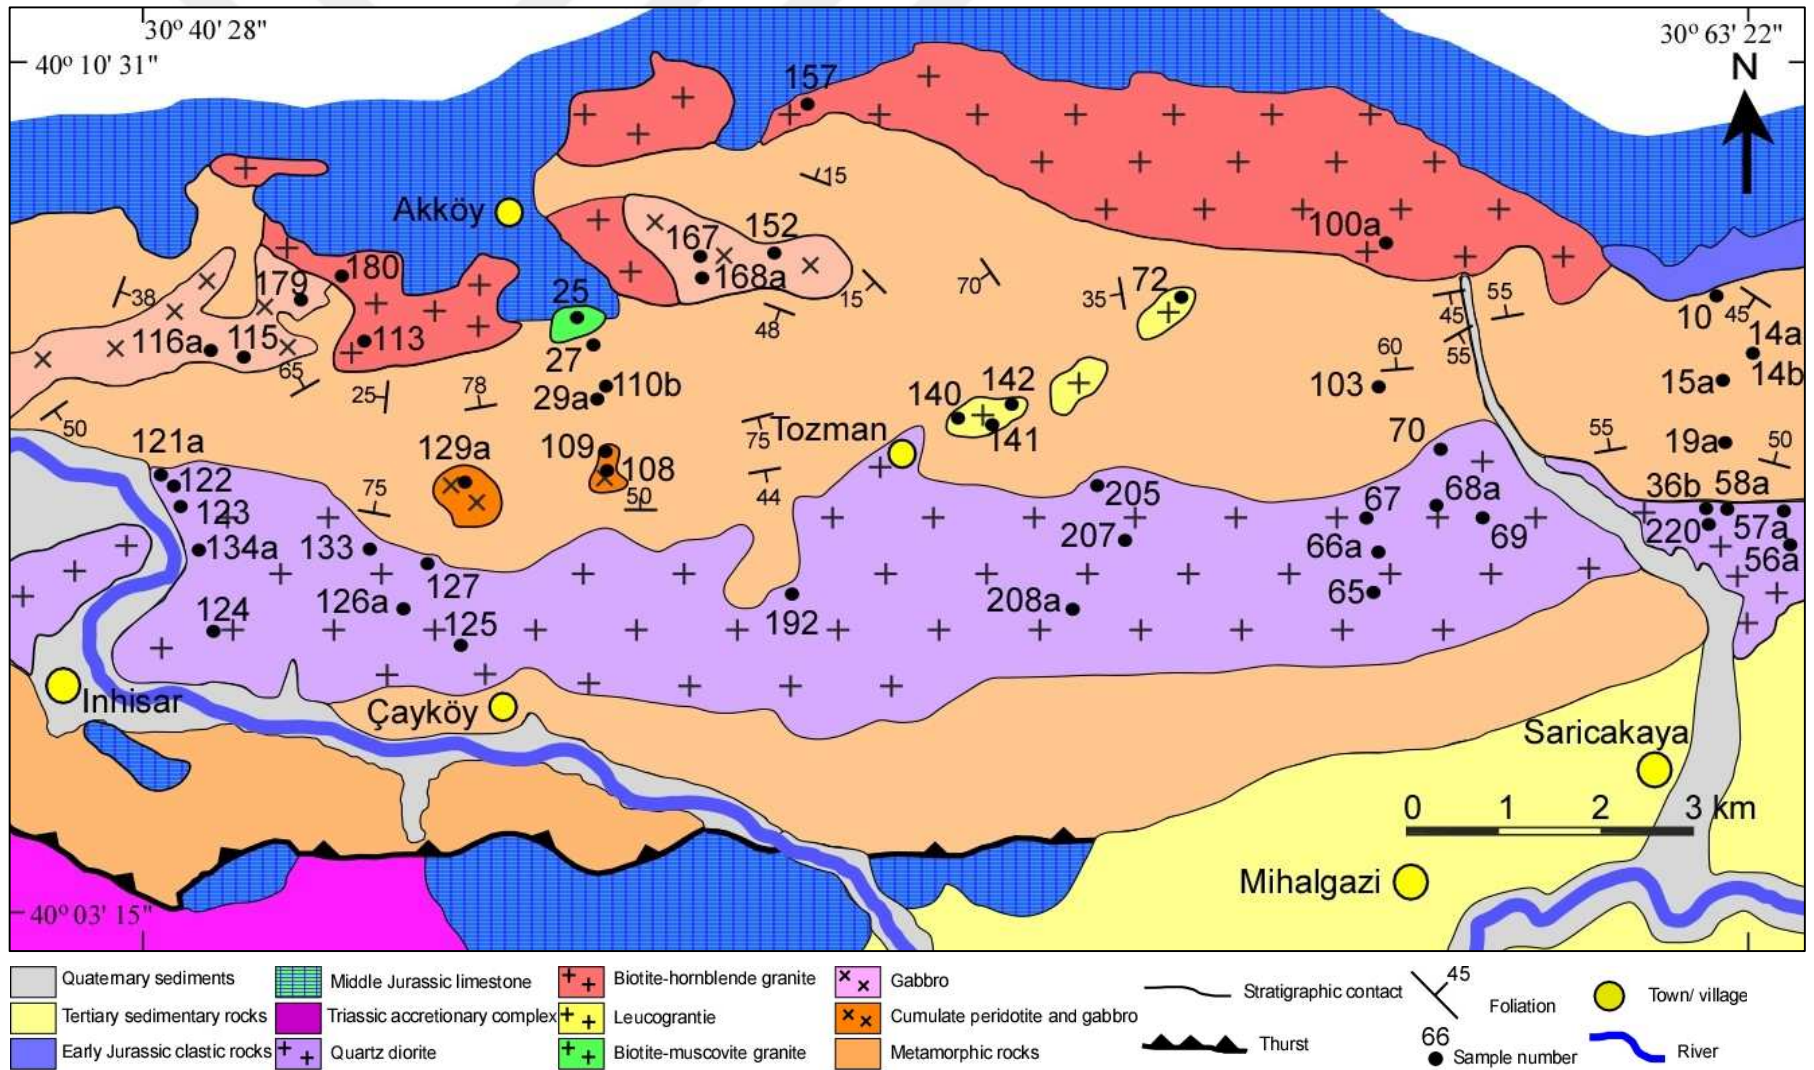 30º 40' 28"
30º 63' 22"
40º 10' 31"
N
157
15
Akköy
100a
152
167
168a
180
179
38
25
72
15
70
35
48
55
45
10
45
14a
116a
115
113
27
60
55
14b
15a
65
25
78
110b
29a
140
142
103
50
75
Tozman
141
70
55
19a
50
121a
129a
109
108
122
75
50
44
205
67
68a
36b
58a
123
134a
133
207
66a
69
220
57a
56a
127
126a
124
125
192
208a
65
Inhisar
Çayköy
Saricakaya
0 1 2 3 km
Mihalgazi
40º 03' 15"
Quaternary sediments
Tertiary sedimentary rocks
Early Jurassic clastic rocks
Middle Jurassic limestone
Triassic accretionary complex
Quartz diorite
Biotite-hornblende granite
Leucograntie
Biotite-muscovite granite
Gabbro
Cumulate peridotite and gabbro
Metamorphic rocks
Stratigraphic contact
Thurst
45
Foliation
66
Sample number
Town/ village
River